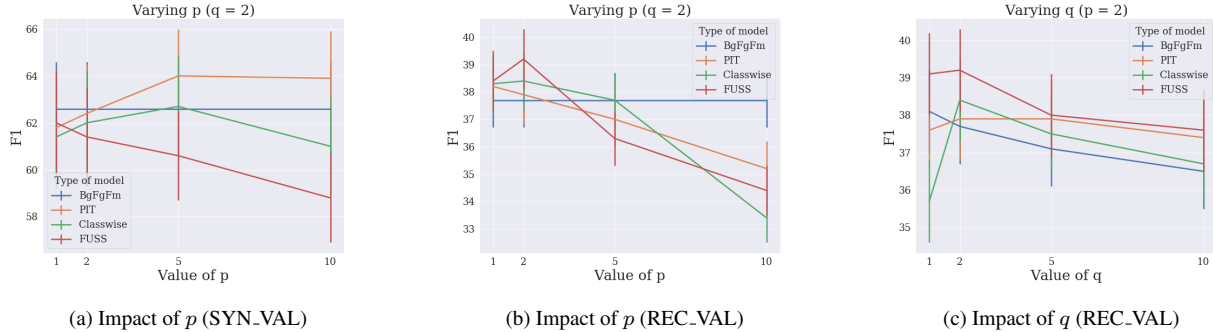 Varying p (q = 2)
66
64
62
60
58
F1
Type of model
BgFgFm
PIT
Classwise
FUSS
1
2
5
10
Value of p
(a) Impact of p (SYN_VAL)
Varying p (q = 2)
40
39
38
37
36
35
34
33
F1
Type of model
BgFgFm
PIT
Classwise
FUSS
1
2
5
10
Value of p
(b) Impact of p (REC_VAL)
Varying q (p = 2)
40
39
38
37
36
35
F1
Type of model
BgFgFm
PIT
Classwise
FUSS
1
2
5
10
Value of q
(c) Impact of q (REC_VAL)